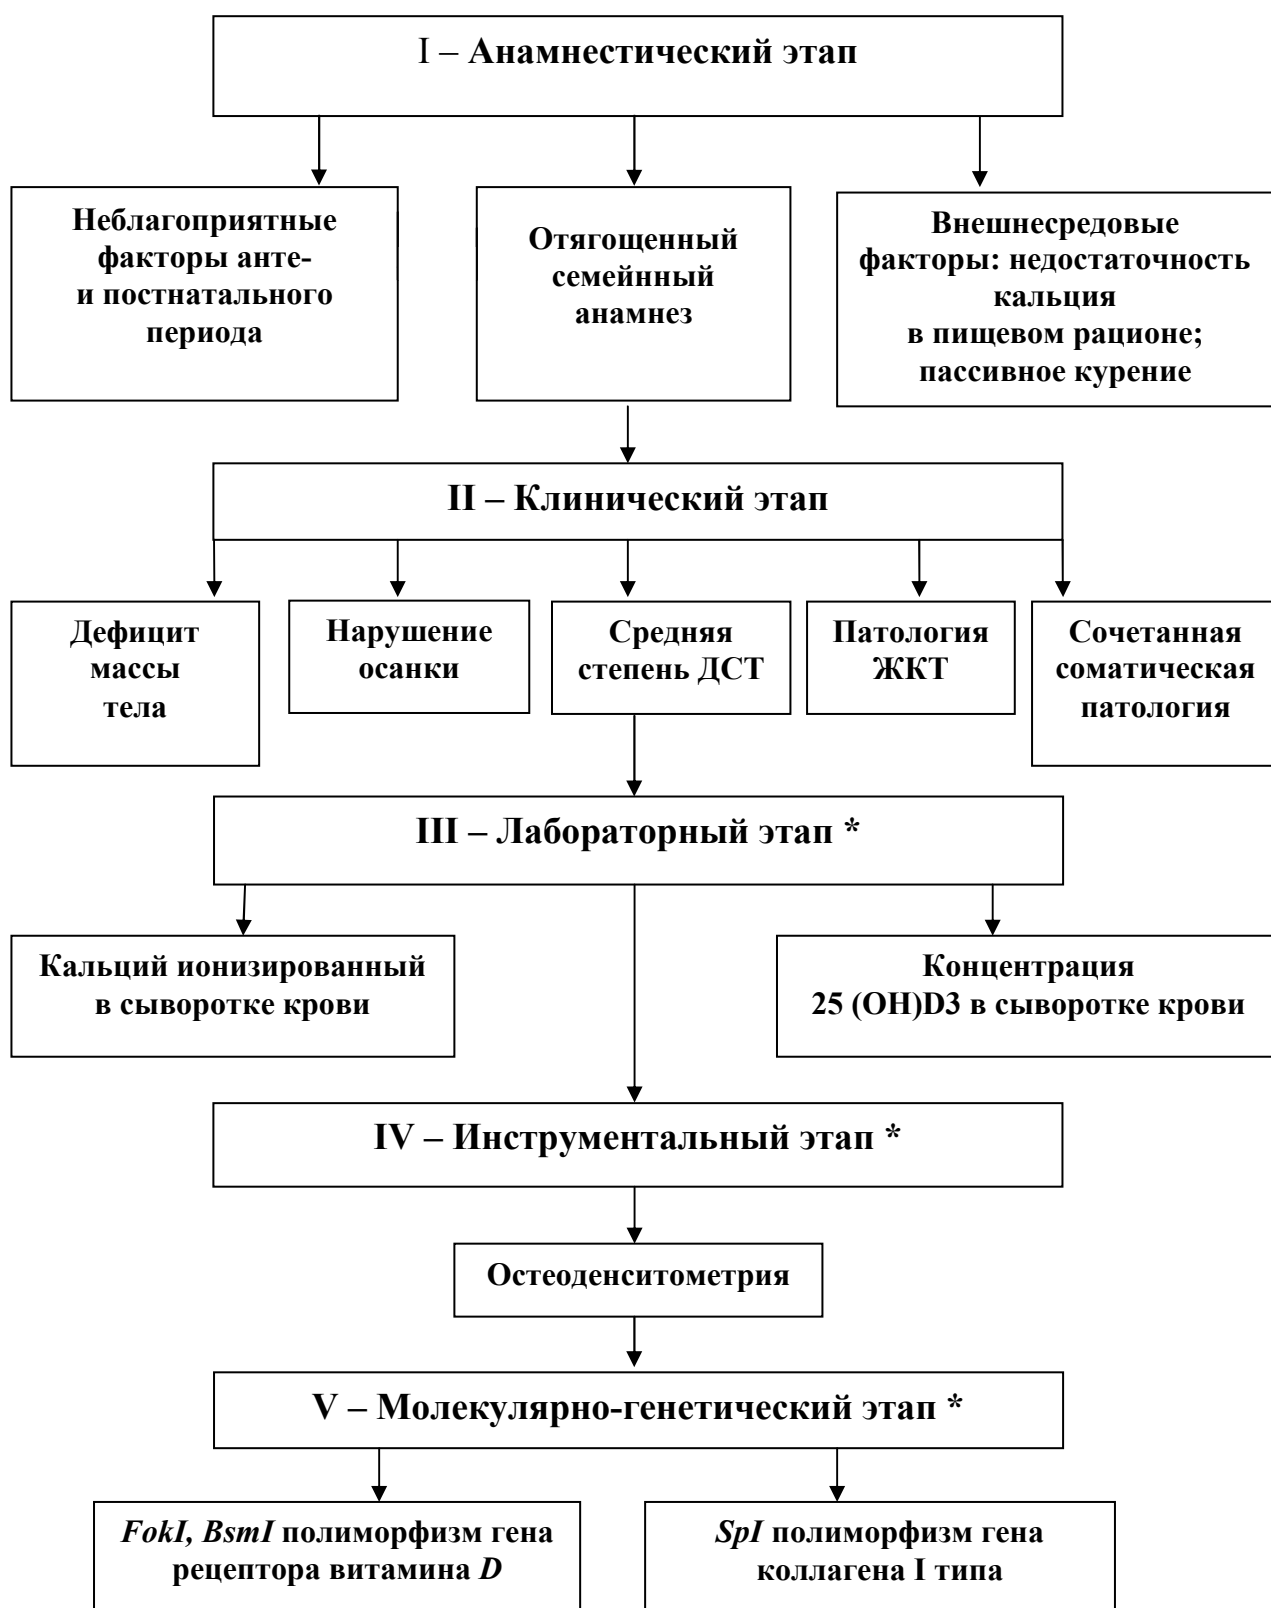 I – Анамнестический этап
Неблагоприятные
факторы анте-
и постнатального
периода
Отягощенный
семейнный
анамнез
Внешнесредовые
факторы: недостаточность
кальция
в пищевом рационе;
пассивное курение
II – Клинический этап
Дефицит
массы
тела
Нарушение
осанки
Средняя
степень ДСТ
Патология
ЖКТ
Сочетанная
соматическая
патология
III – Лабораторный этап *
Кальций ионизированный
в сыворотке крови
Концентрация
25 (ОН)D3 в сыворотке крови
IV – Инструментальный этап *
Остеоденситометрия
V – Молекулярно-генетический этап *
FokI, BsmI полиморфизм гена
рецептора витамина D
SpI полиморфизм гена
коллагена I типа